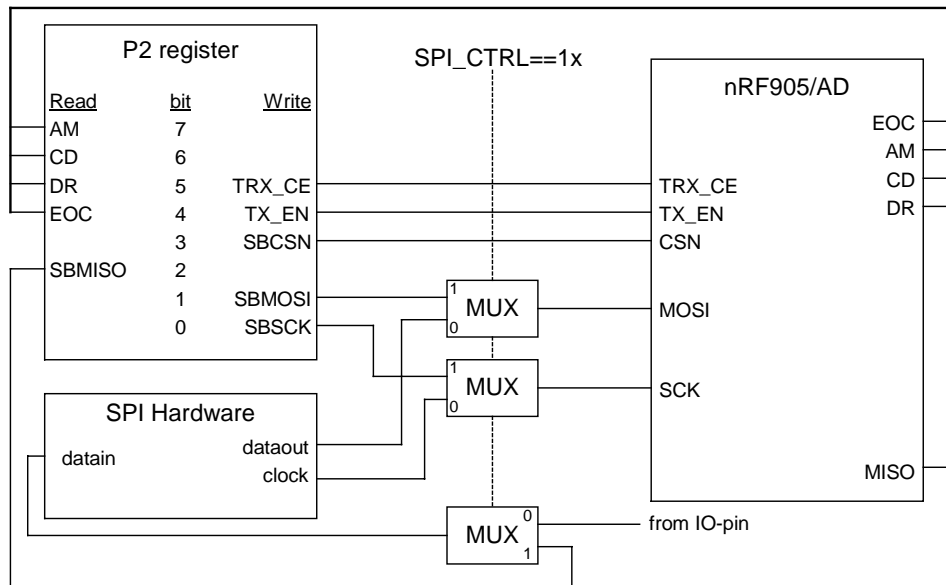 P2 register
Read bit Write
AM 7
CD 6
DR 5 TRX_CE
EOC 4 TX_EN
3 SBCSN
SBMISO 2
1 SBMOSI
0 SBSCK
SPI Hardware
dataout
datain
clock
SPI_CTRL==1x
1
MUX
0
1
MUX
0
0
MUX
1
from IO-pin
nRF905/AD
EOC
AM
CD
DR
TRX_CE
TX_EN
CSN
MOSI
SCK
MISO